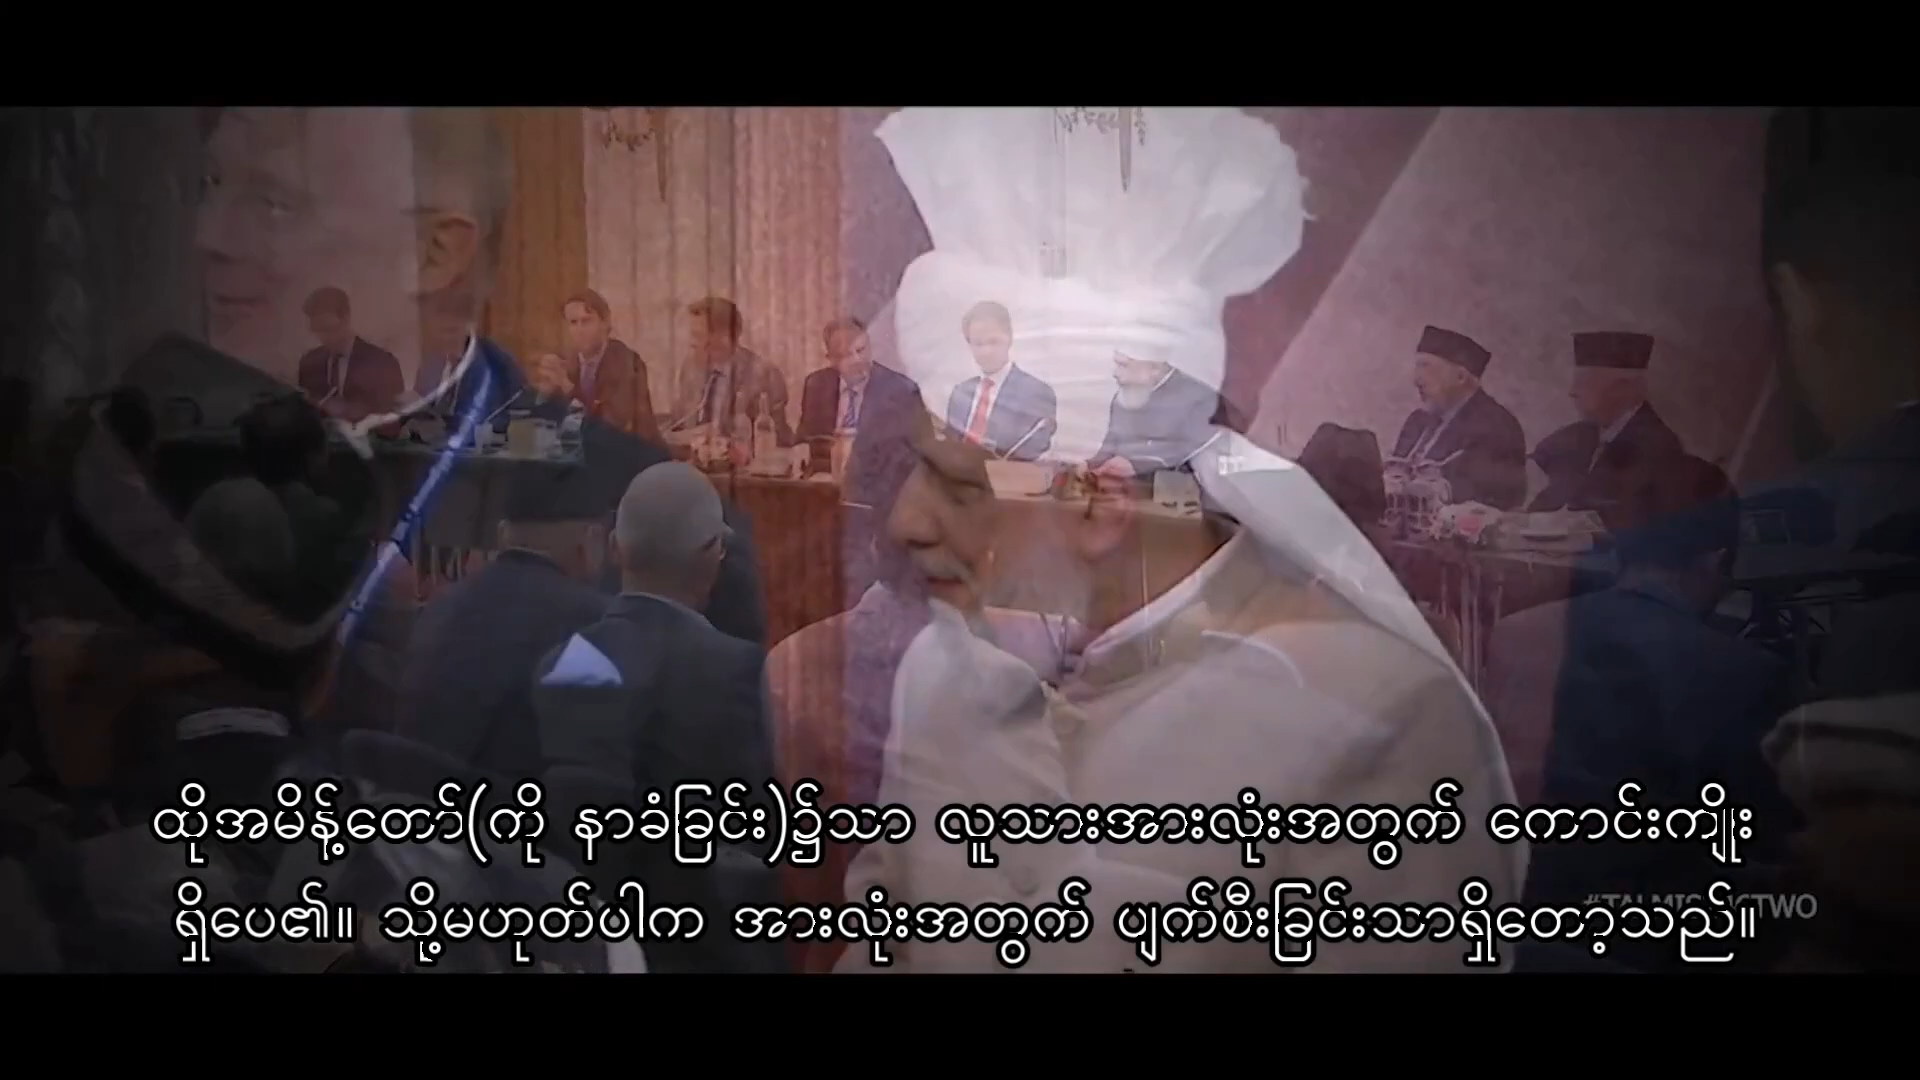 ထိုအမိန့်တော်(ကို နာခံခြင်း)၌သာ လူသားအားလုံးအတွက် ကောင်းကျိုး
ရှိပေ၏။ သို့မဟုတ်ပါက အားလုံးအတွက် ပျက်စီးခြင်းသာရှိတော့သည်။